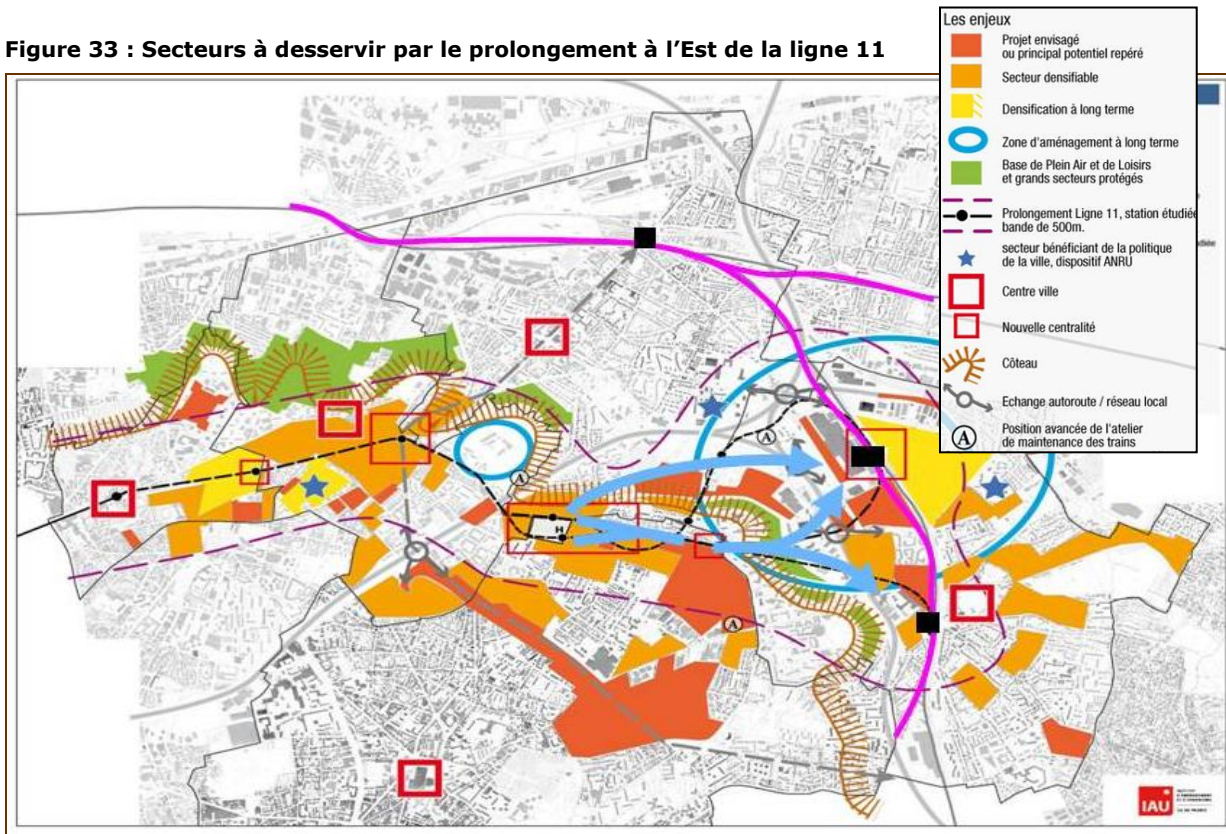 Figure 33 : Secteurs à desservir par le prolongement à l'Est de la ligne 11
Les enjeux
Projet envisagé
ou principal potentiel repéré
Secteur densifiable
Densification à long terme
Zone d'aménagement à long terme
Base de Plein Air et de Loisirs
et grands secteurs protégés
Prolongement Ligne 11, station étudiée
bande de 500m.
secteur bénéficiant de la politique
de la ville, dispositif ANRU
Centre ville
Nouvelle centralité
Côteau
Echange autoroute / réseau local
A
Position avancée de l'atelier
de maintenance des trains
A
A
H
A
IAU